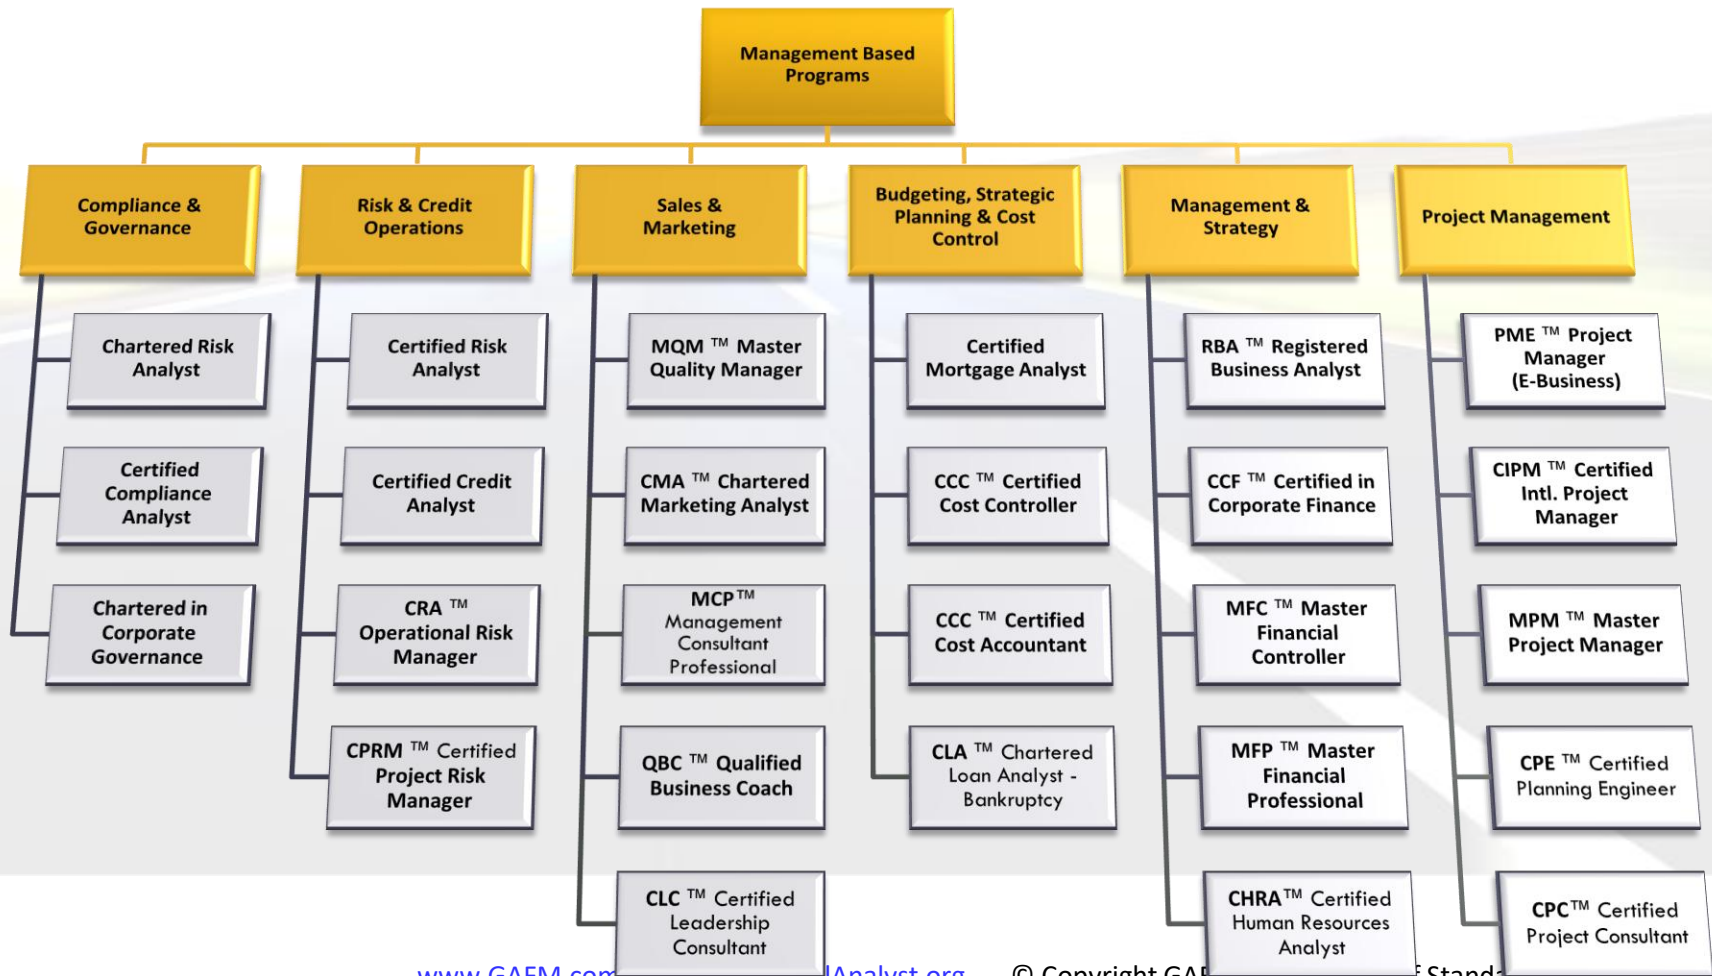 Management Based
Programs
Compliance &
Governance
Risk & Credit
Operations
Sales &
Marketing
Budgeting, Strategic
Planning & Cost
Control
Management &
Strategy
Project Management
Chartered Risk
Analyst
Certified
Compliance
Analyst
Chartered in
Corporate
Governance
Certified Risk
Analyst
Certified Credit
Analyst
CRA ™
Operational Risk
Manager
CPRM ™ Certified
Project Risk
Manager
MQM ™ Master
Quality Manager
CMA ™ Chartered
Marketing Analyst
MCP™
Management
Consultant
Professional
QBC ™ Qualified
Business Coach
CLC ™ Certified
Leadership
Consultant
Certified
Mortgage Analyst
CCC ™ Certified
Cost Controller
CCC ™ Certified
Cost Accountant
CLA ™ Chartered
Loan Analyst -
Bankruptcy
RBA ™ Registered
Business Analyst
CCF ™ Certified in
Corporate Finance
MFC ™ Master
Financial
Controller
MFP ™ Master
Financial
Professional
CHRA™ Certified
Human Resources
Analyst
PME ™ Project
Manager
(E-Business)
CIPM ™ Certified
Intl. Project
Manager
MPM ™ Master
Project Manager
CPE ™ Certified
Planning Engineer
CPC™ Certified
Project Consultant
www.GAFM.com Analyst.org © Copyright